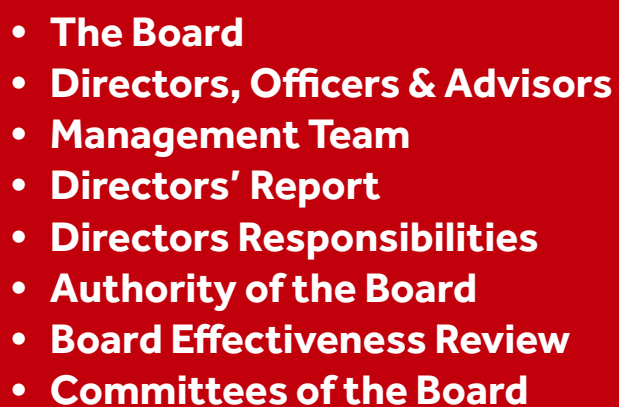 • The Board
• Directors, Officers & Advisors
• Management Team
• Directors’ Report
• Directors Responsibilities
• Authority of the Board
• Board Effectiveness Review
• Committees of the Board